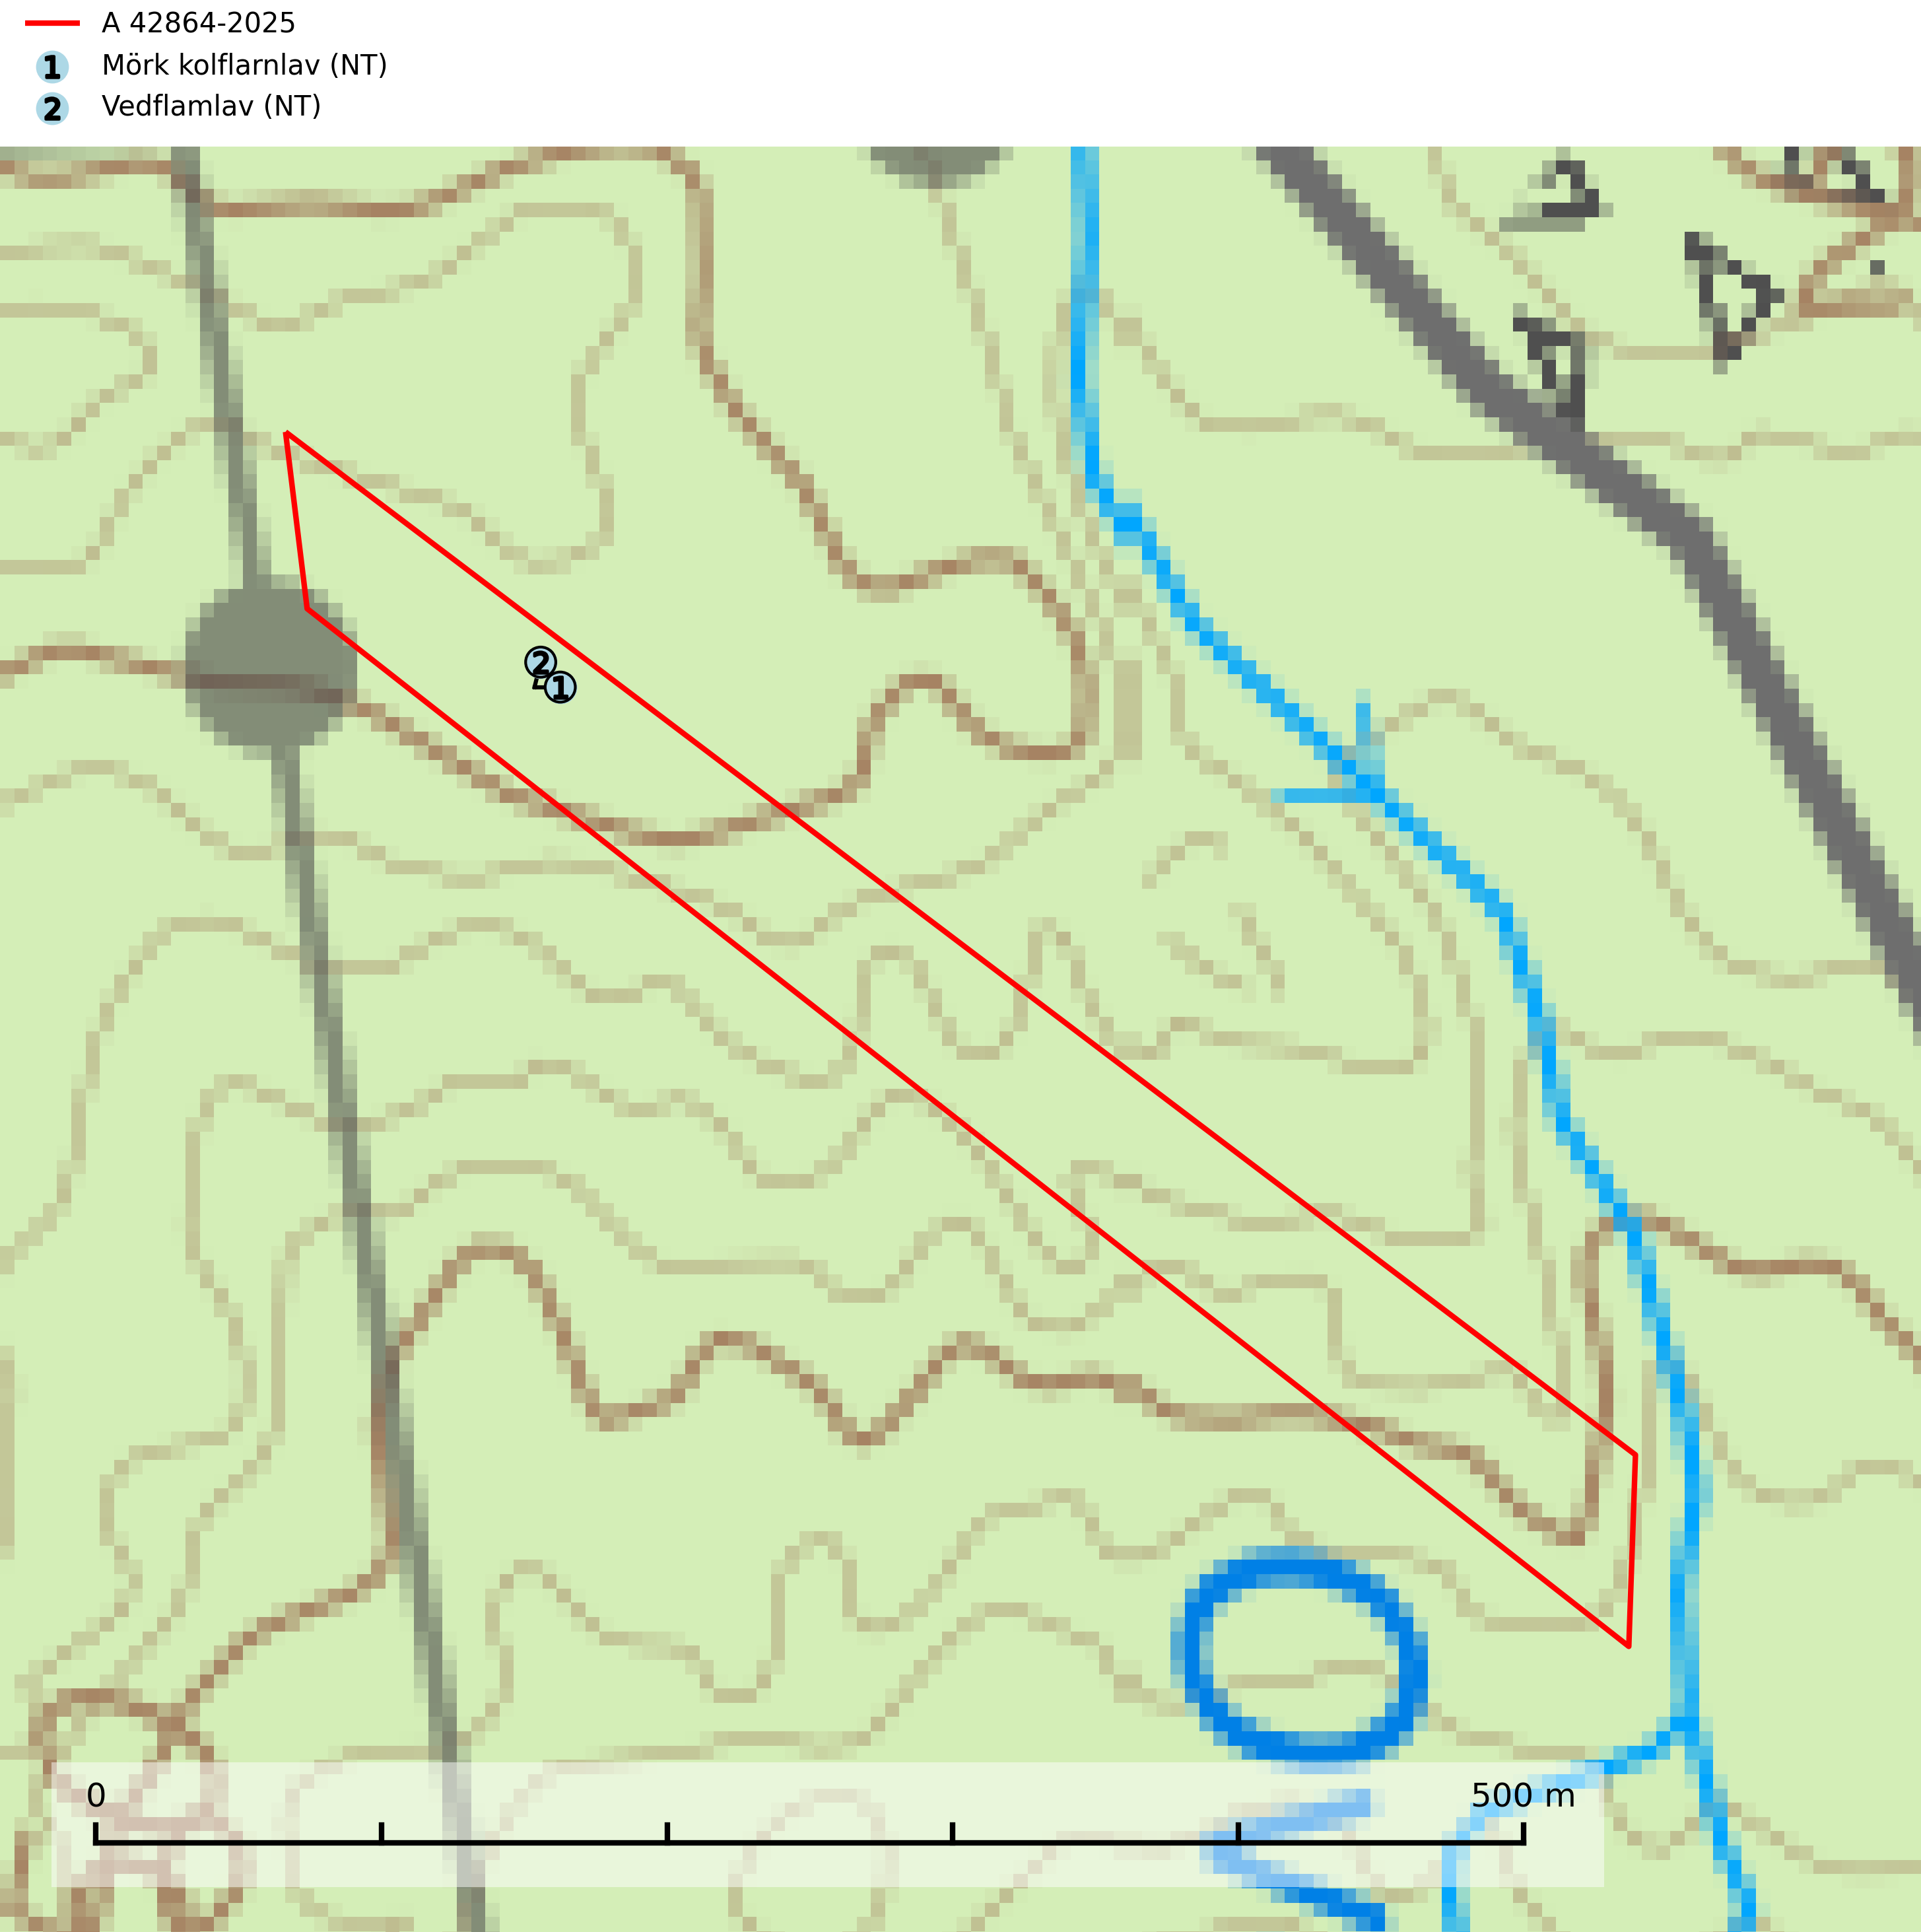 A 42864-2025
1 Mörk kolflarnlav (NT)
2 Vedflamlav (NT)
2
1
0 500 m